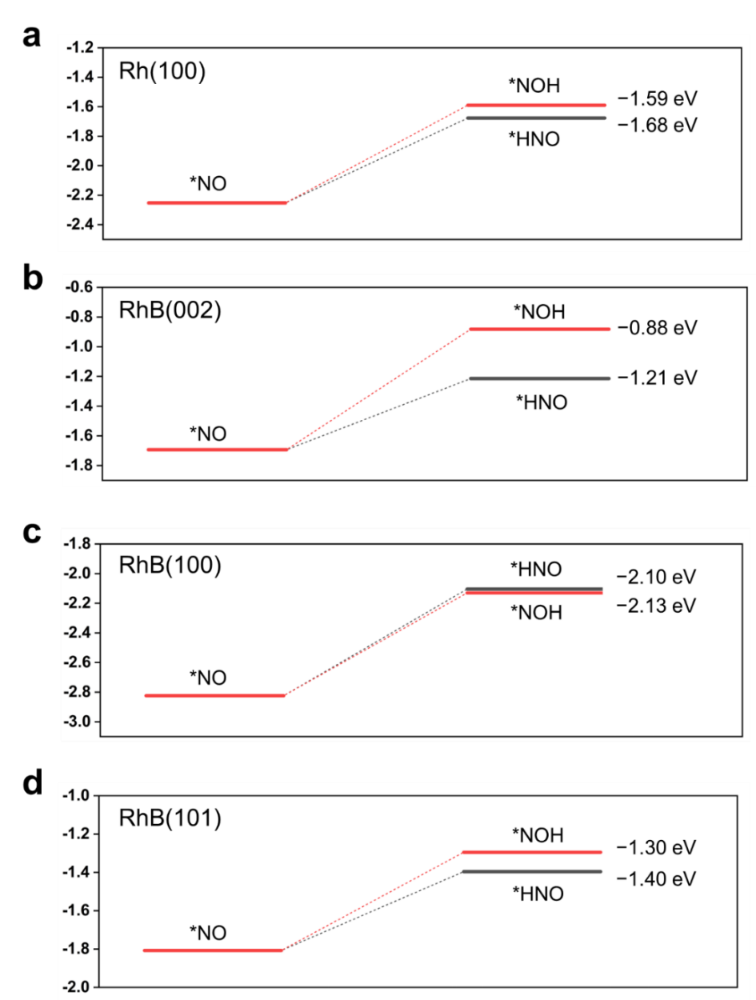 a
-1.2
Rh(100)
-1.4
*NOH
-1.6
−1.59 eV
−1.68 eV
-1.8
*HNO
-2.0
*NO
-2.2
-2.4
b
-0.6
RhB(002)
-0.8
*NOH
−0.88 eV
-1.0
-1.2
−1.21 eV
*HNO
-1.4
*NO
-1.6
-1.8
c
-1.8
RhB(100)
*HNO
-2.0
−2.10 eV
-2.2
*NOH
−2.13 eV
-2.4
-2.6
*NO
-2.8
-3.0
d
-1.0
RhB(101)
-1.2
*NOH
−1.30 eV
-1.4
−1.40 eV
*HNO
-1.6
*NO
-1.8
-2.0